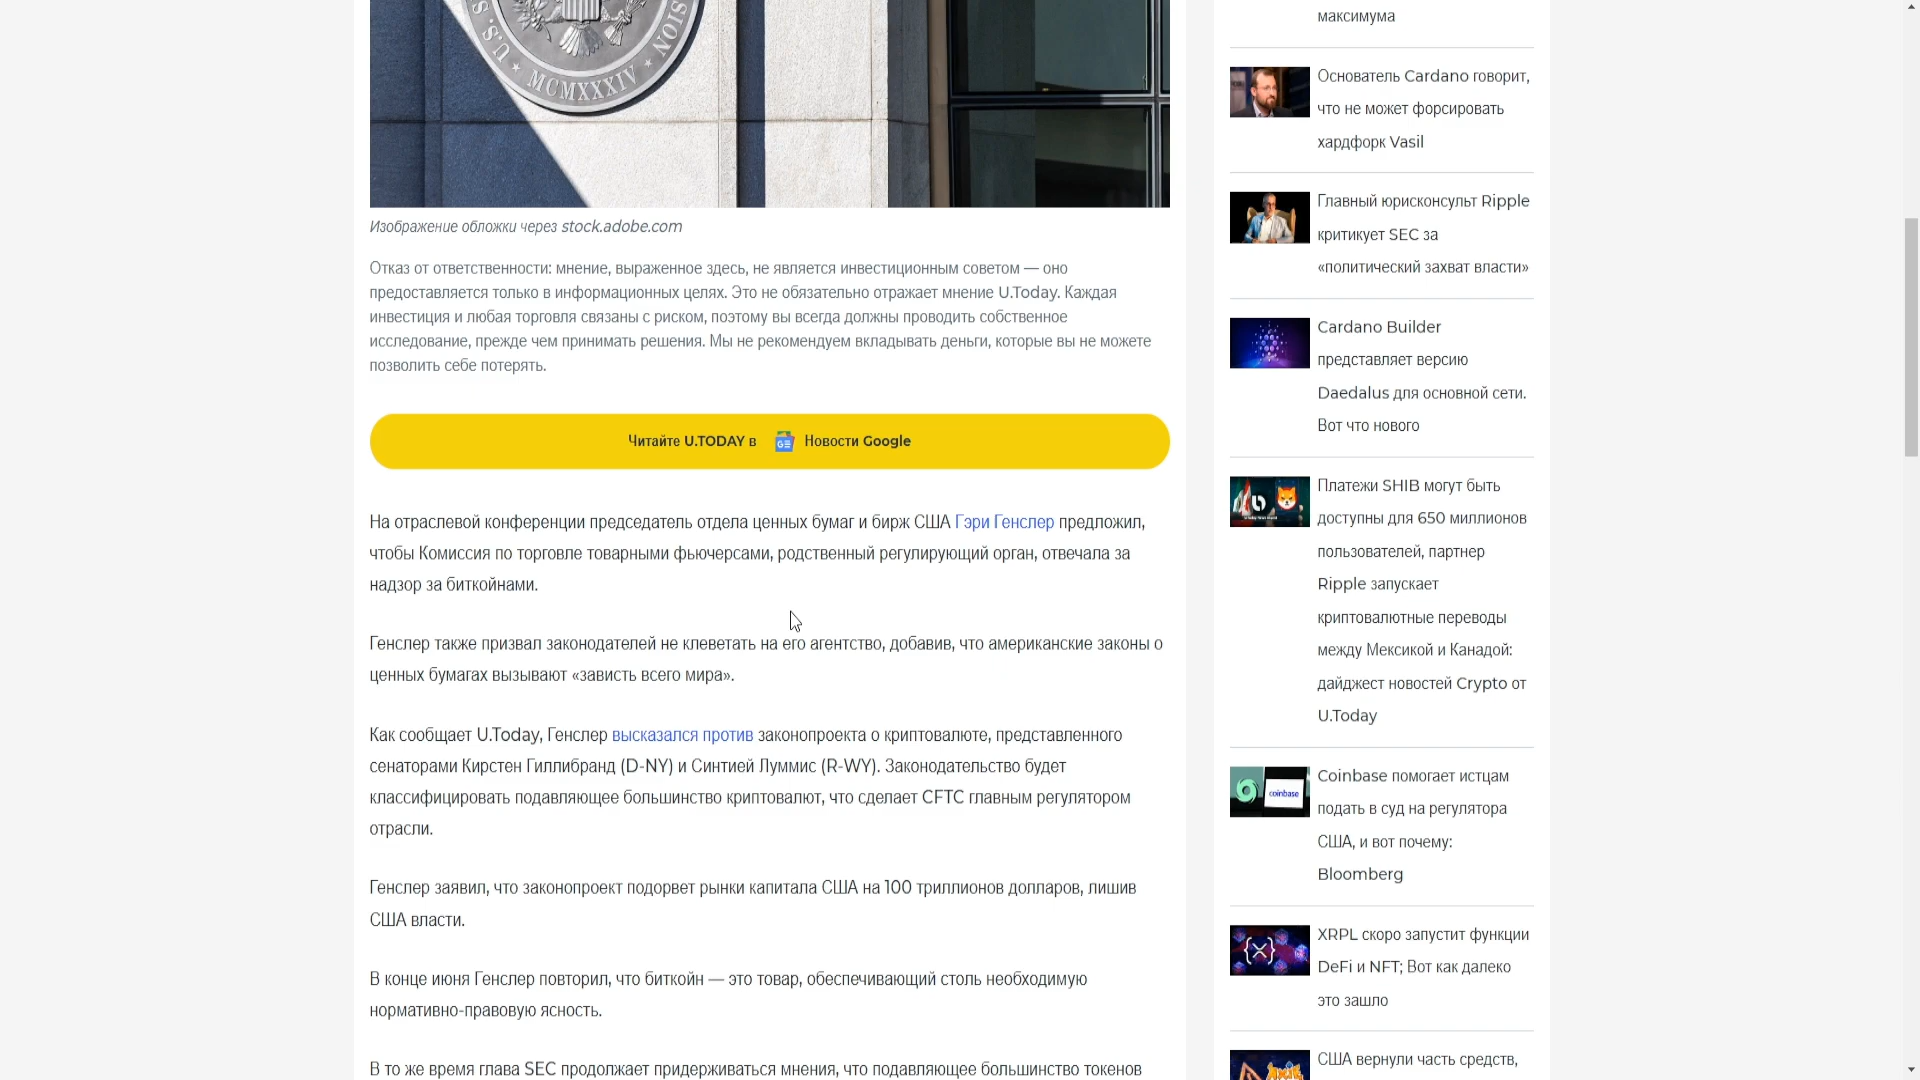 U.S.
SION
★ MCMXXXIV ★
Изображение обложки через stock.adobe.com
Отказ от ответственности: мнение, выраженное здесь, не является инвестиционным советом — оно
предоставляется только в информационных целях. Это не обязательно отражает мнение U.Today. Каждая
инвестиция и любая торговля связаны с риском, поэтому вы всегда должны проводить собственное
исследование, прежде чем принимать решения. Мы не рекомендуем вкладывать деньги, которые вы не можете
позволить себе потерять.
Читайте U.TODAY в Новости Google
На отраслевой конференции председатель отдела ценных бумаг и бирж США Гэри Генслер предложил,
чтобы Комиссия по торговле товарными фьючерсами, родственный регулирующий орган, отвечала за
надзор за биткойнами.
Генслер также призвал законодателей не клеветать на его агентство, добавив, что американские законы о
ценных бумагах вызывают «зависть всего мира».
Как сообщает U.Today, Генслер высказался против законопроекта о криптовалюте, представленного
сенаторами Кирстен Гиллибранд (D-NY) и Синтией Луммис (R-WY). Законодательство будет
классифицировать подавляющее большинство криптовалют, что сделает CFTC главным регулятором
отрасли.
Генслер заявил, что законопроект подорвет рынки капитала США на 100 триллионов долларов, лишив
США власти.
В конце июня Генслер повторил, что биткойн — это товар, обеспечивающий столь необходимую
нормативно-правовую ясность.
В то же время глава SEC продолжает придерживаться мнения, что подавляющее большинство токенов
максимума
Основатель Cardano говорит,
что не может форсировать
хардфорк Vasil
Главный юрисконсульт Ripple
критикует SEC за
«политический захват власти»
Cardano Builder
представляет версию
Daedalus для основной сети.
Вот что нового
Платежи SHIB могут быть
доступны для 650 миллионов
пользователей, партнер
Ripple запускает
криптовалютные переводы
между Мексикой и Канадой:
дайджест новостей Crypto от
U.Today
coinbase
Coinbase помогает истцам
подать в суд на регулятора
США, и вот почему:
Bloomberg
XRPL скоро запустит функции
DeFi и NFT; Вот как далеко
это зашло
США вернули часть средств,